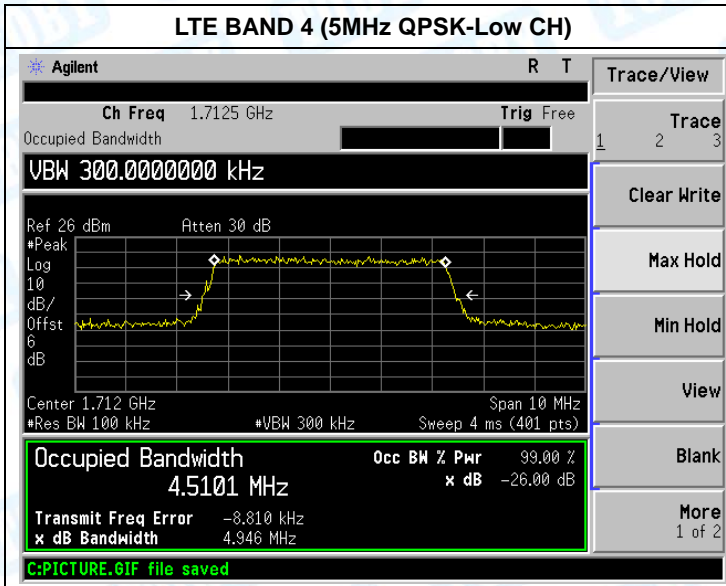 LTE BAND 4 (5MHz QPSK-Low CH)
Agilent R T
Ch Freq 1.7125 GHz Trig Free
Occupied Bandwidth
VBW 300.0000000 kHz
Ref 26 dBm Atten 30 dB
#Peak
Log
10
dB/
Offst
6
dB
Center 1.712 GHz Span 10 MHz
#Res BW 100 kHz #VBW 300 kHz Sweep 4 ms (401 pts)
Occupied Bandwidth Occ BW % Pwr 99.00 %
4.5101 MHz x dB -26.00 dB
Transmit Freq Error -8.810 kHz
x dB Bandwidth 4.946 MHz
C:PICTURE.GIF file saved
Trace/View
Trace
1 2 3
Clear Write
Max Hold
Min Hold
View
Blank
More
1 of 2